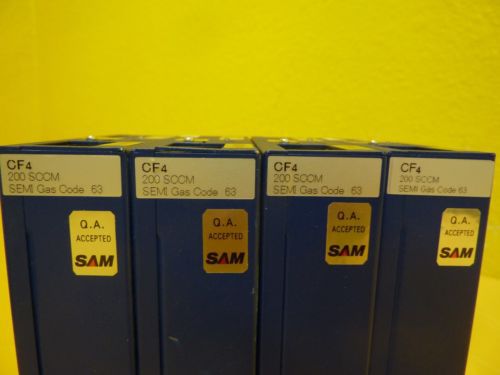 CF4
200 SCCM
SEMI Gas Code 63
Q.A.
ACCEPTED
SAM
CF4
200 SCCM
SEMI Gas Code 63
Q.A.
ACCEPTED
SAM
CF4
200 SCCM
SEMI Gas Code 63
Q.A.
ACCEPTED
SAM
CF4
200 SCCM
SEMI Gas Code 63
Q.A.
ACCEPTED
SAM